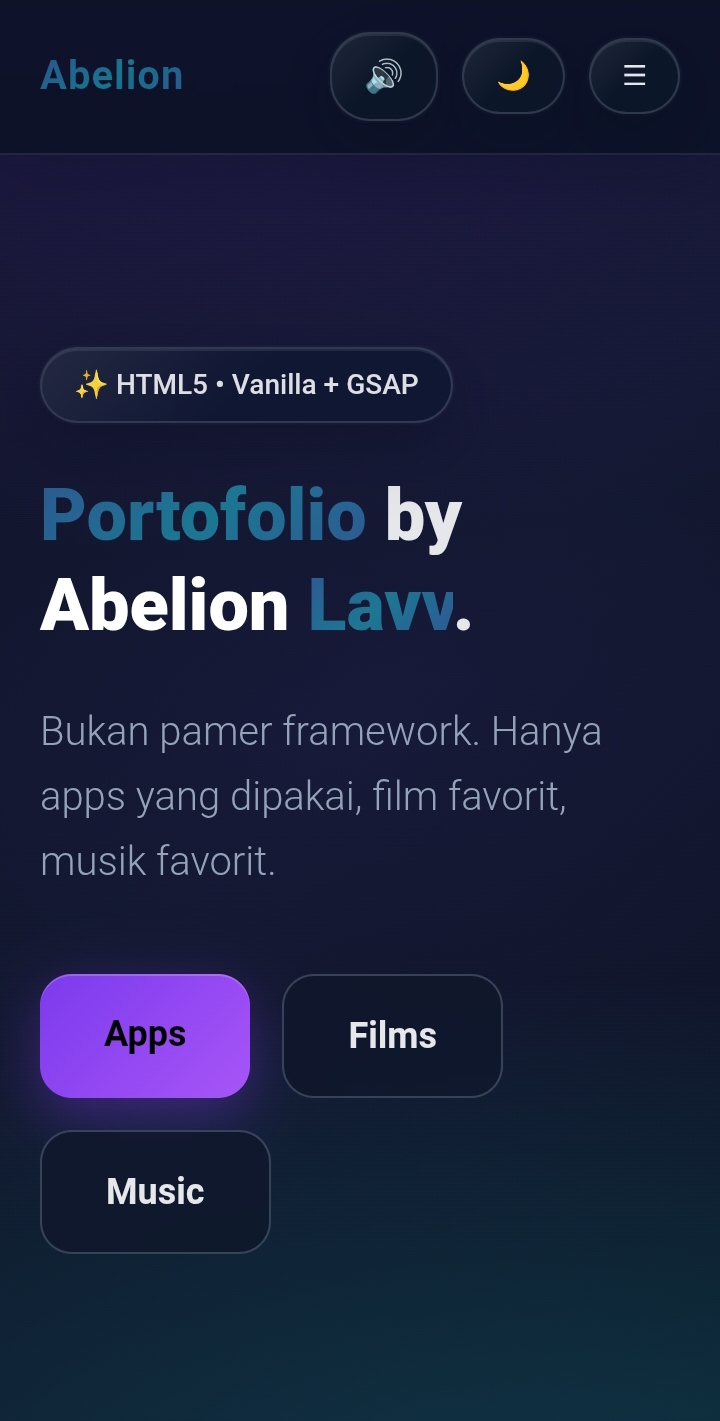 Abelion
🔊 🌙 ☰
✨ HTML5 • Vanilla + GSAP
Portofolio by
Abelion Lavv.
Bukan pamer framework. Hanya
apps yang dipakai, film favorit,
musik favorit.
Apps
Films
Music